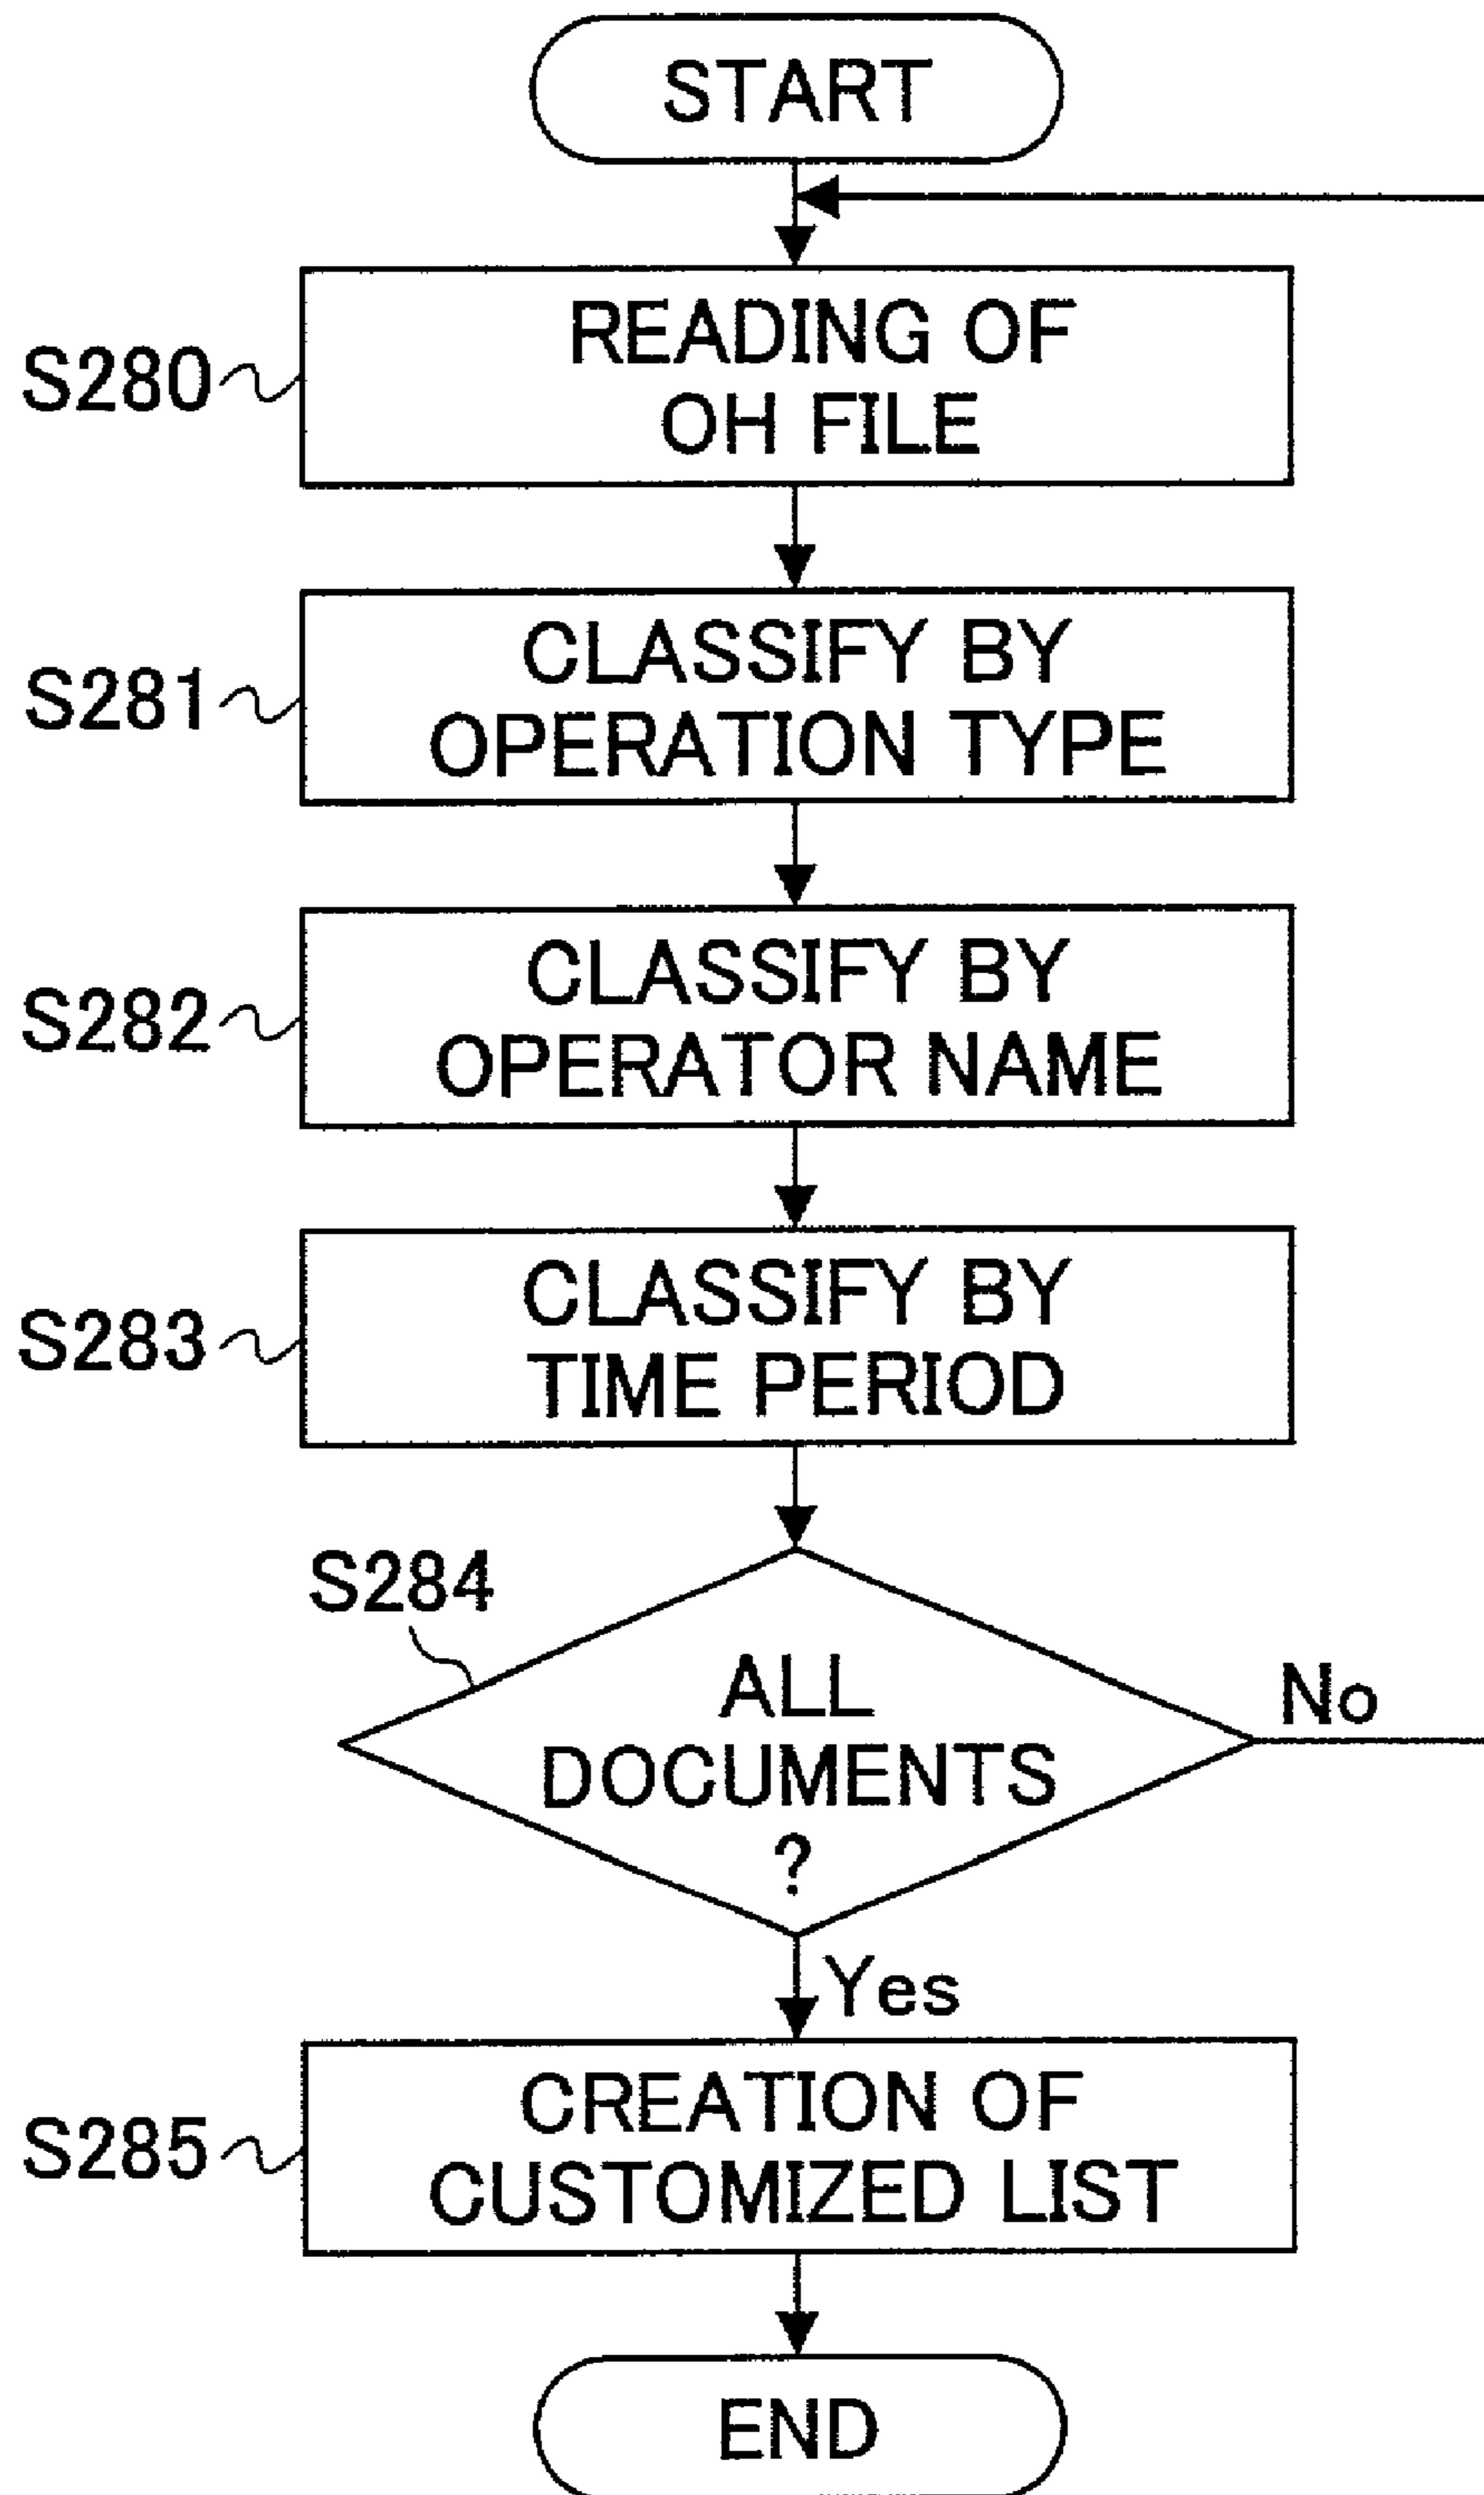 START
S280
READING OF
OH FILE
S281
CLASSIFY BY
OPERATION TYPE
S282
CLASSIFY BY
OPERATOR NAME
S283
CLASSIFY BY
TIME PERIOD
S284
ALL
DOCUMENTS
?
No
Yes
S285
CREATION OF
CUSTOMIZED LIST
END